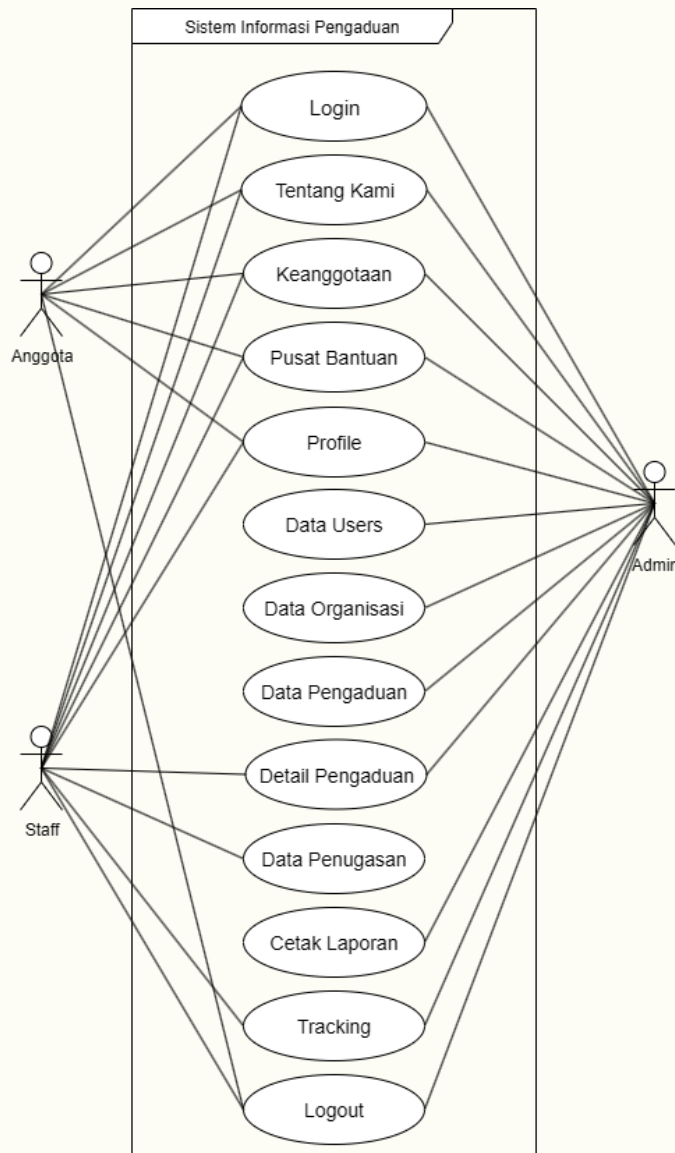 Sistem Informasi Pengaduan
Login
Tentang Kami
Keanggotaan
Anggota
Pusat Bantuan
Profile
Data Users
Admin
Data Organisasi
Data Pengaduan
Detail Pengaduan
Staff
Data Penugasan
Cetak Laporan
Tracking
Logout